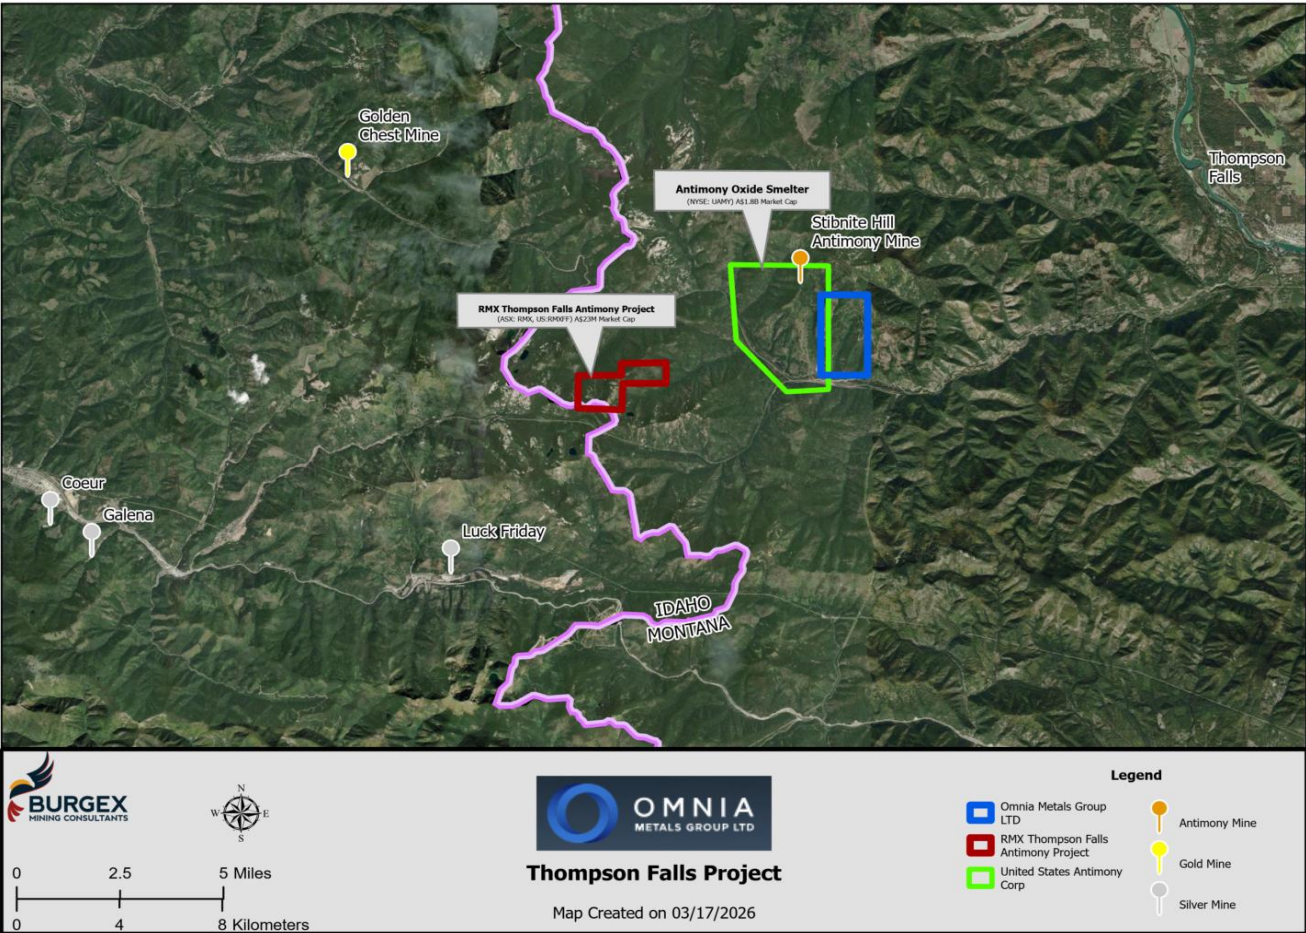 Golden
Chest Mine
Thompson
Falls
Antimony Oxide Smelter
(NYSE: UAMY) A$1.8B Market Cap
Stibnite Hill
Antimony Mine
RMX Thompson Falls Antimony Project
(ASX: RMX, US:RMXFF) A$23M Market Cap
Coeur
Galena
Luck Friday
IDAHO
MONTANA
BURGEX
MINING CONSULTANTS
N
W E
S
0 2.5 5 Miles
0 4 8 Kilometers
OMNIA
METALS GROUP LTD
Thompson Falls Project
Map Created on 03/17/2026
Legend
Omnia Metals Group
LTD
RMX Thompson Falls
Antimony Project
United States Antimony
Corp
Antimony Mine
Gold Mine
Silver Mine